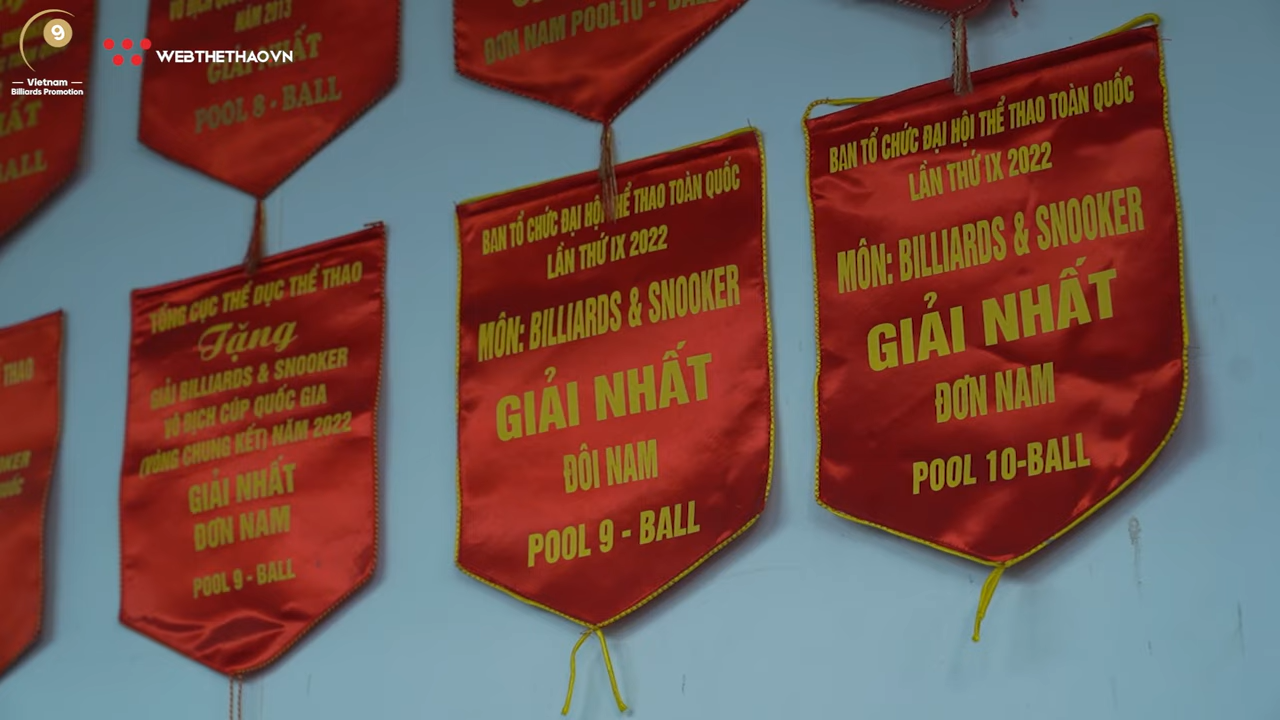 9
Vietnam
Billiards Promotion
WEBTHETHAOVN
NĂM 2013
GIẢI NHẤT
POOL 8 - BALL
ĐƠN NAM POOL10 - BALL
TỔNG CỤC THỂ DỤC THỂ THAO
Tặng
GIẢI BILLIARDS & SNOOKER
VÔ ĐỊCH CÚP QUỐC GIA
(VÒNG CHUNG KẾT) NĂM 2022
GIẢI NHẤT
ĐƠN NAM
POOL 9 - BALL
BAN TỔ CHỨC ĐẠI HỘI THỂ THAO TOÀN QUỐC
LẦN THỨ IX 2022
MÔN: BILLIARDS & SNOOKER
GIẢI NHẤT
ĐÔI NAM
POOL 9 - BALL
BAN TỔ CHỨC ĐẠI HỘI THỂ THAO TOÀN QUỐC
LẦN THỨ IX 2022
MÔN: BILLIARDS & SNOOKER
GIẢI NHẤT
ĐƠN NAM
POOL 10-BALL
THAO